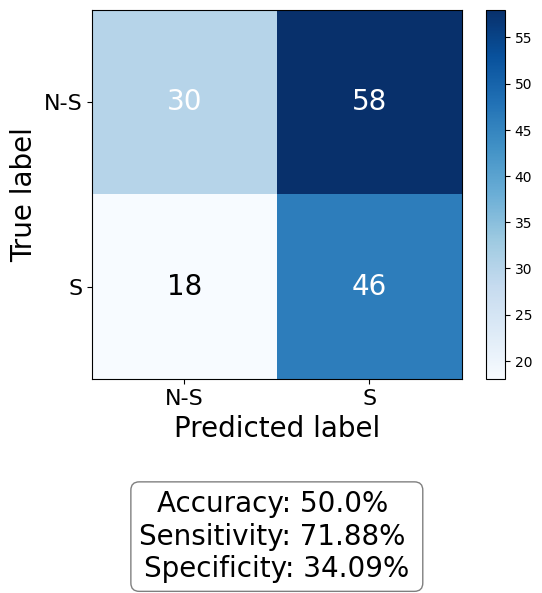 30 58
18 46
N-S
S
True label
N-S S
Predicted label
55
50
45
40
35
30
25
20
Accuracy: 50.0%
Sensitivity: 71.88%
Specificity: 34.09%